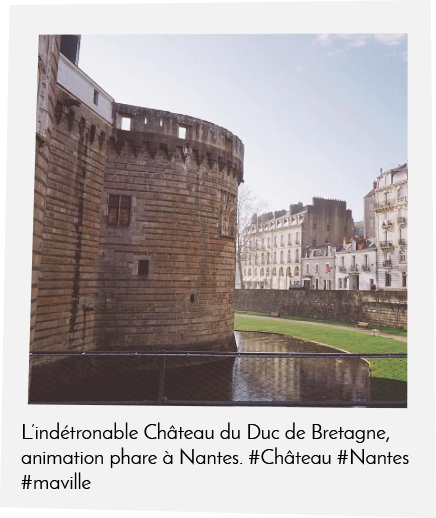 L'indétronable Château du Duc de Bretagne,
animation phare à Nantes. #Château #Nantes
#maville